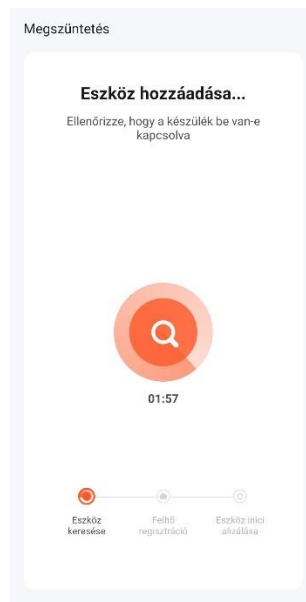 Megszüntetés
Eszköz hozzáadása...
Ellenőrizze, hogy a készülék be van-e
kapcsolva
01:57
Eszköz
keresése
Felhő
regisztráció
Eszköz inici
alizálása